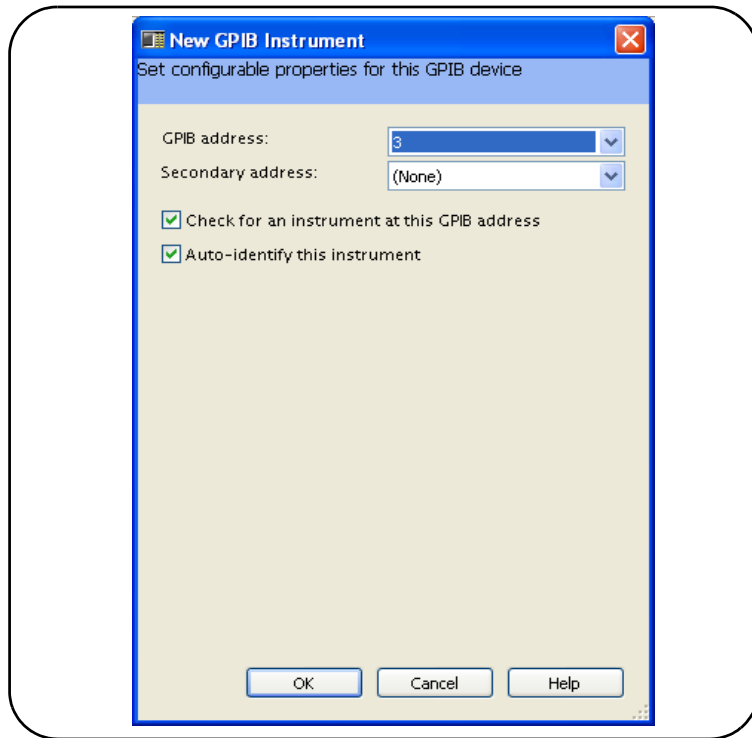 New GPIB Instrument
Set configurable properties for this GPIB device
GPIB address: 3
Secondary address: (None)
Check for an instrument at this GPIB address
Auto-identify this instrument
OK Cancel Help